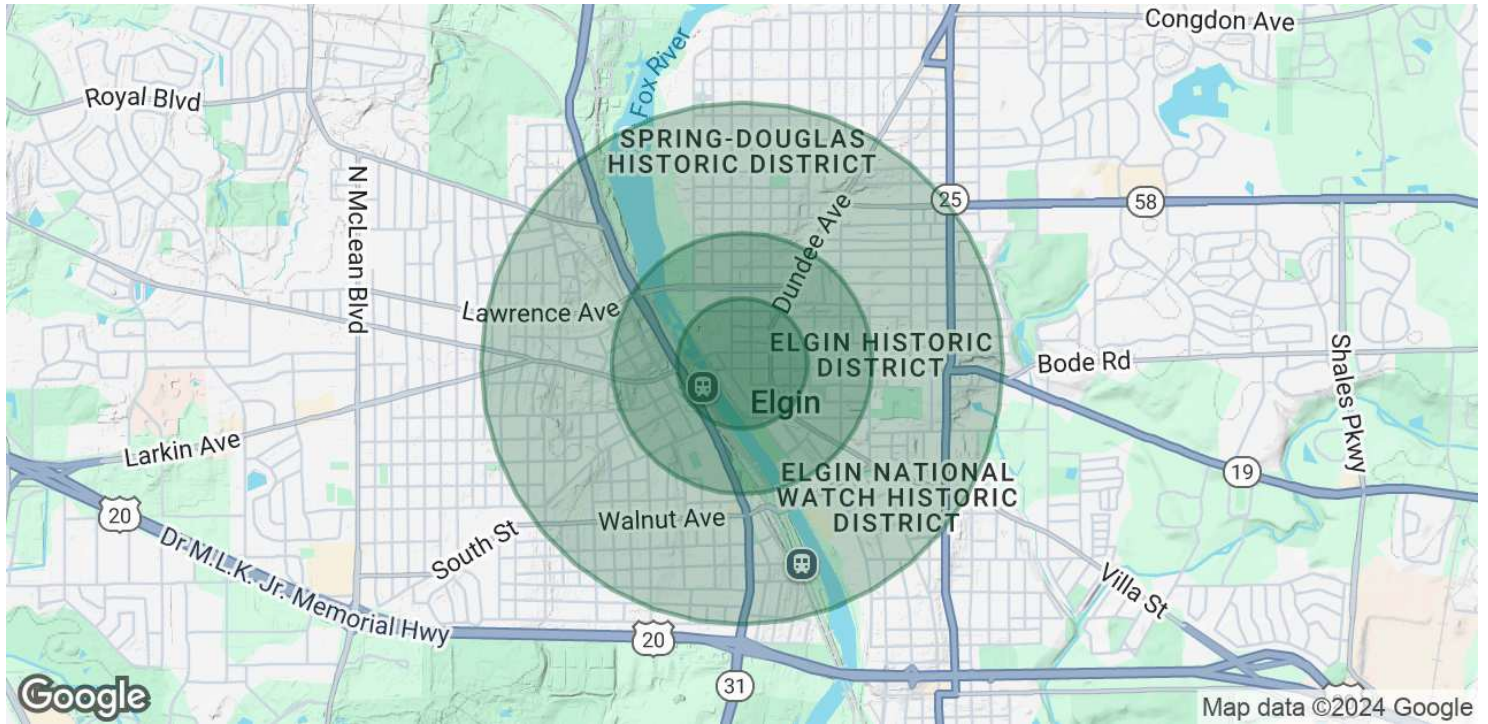 Congdon Ave
Royal Blvd
Fox River
SPRING-DOUGLAS
HISTORIC DISTRICT
N McLean Blvd
25
58
Dundee Ave
Lawrence Ave
ELGIN HISTORIC
DISTRICT
Bode Rd
Shales Pkwy
Elgin
Larkin Ave
ELGIN NATIONAL
WATCH HISTORIC
DISTRICT
19
20
Walnut Ave
South St
Dr M.L.K. Jr. Memorial Hwy
Villa St
20
31
Google
Map data ©2024 Google